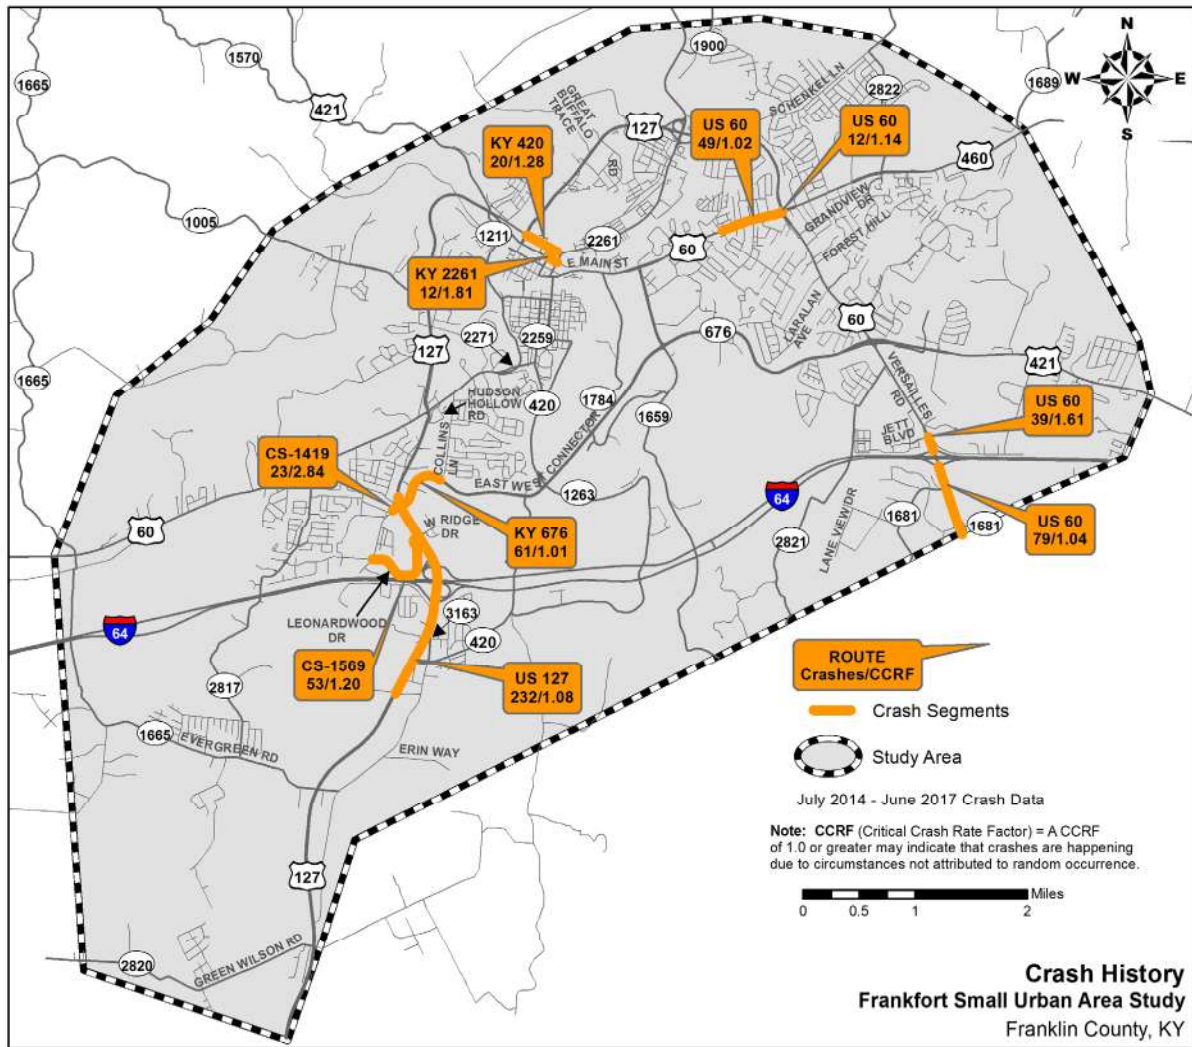 N
W
E
S
1665
1570
421
1900
SCHENKEL LN
2822
1689
GREAT
BUFFALO
TRACE
127
US 60
49/1.02
US 60
12/1.14
KY 420
20/1.28
RD
460
1005
1211
2261
GRANDVIEW
DR
FOREST HILL
60
E MAIN ST
KY 2261
12/1.81
LARALAN
AVE
60
676
127
2271
2259
421
1665
HUDSON
HOLLOW
RD
420
1784
1659
VERSAILLES
RD
US 60
39/1.61
JETT
BLVD
COLLINS
LN
CS-1419
23/2.84
EAST WEST CONNECTOR
1263
64
60
W RIDGE
DR
KY 676
61/1.01
2821
LANE VIEW DR
1681
1681
US 60
79/1.04
LEONARDWOOD
DR
3163
420
64
CS-1569
53/1.20
US 127
232/1.08
2817
1665
EVERGREEN RD
ERIN WAY
127
2820
GREEN WILSON RD
ROUTE
Crashes/CCRF
Crash Segments
Study Area
July 2014 - June 2017 Crash Data
Note: CCRF (Critical Crash Rate Factor) = A CCRF
of 1.0 or greater may indicate that crashes are happening
due to circumstances not attributed to random occurrence.
Miles
0 0.5 1 2
Crash History
Frankfort Small Urban Area Study
Franklin County, KY